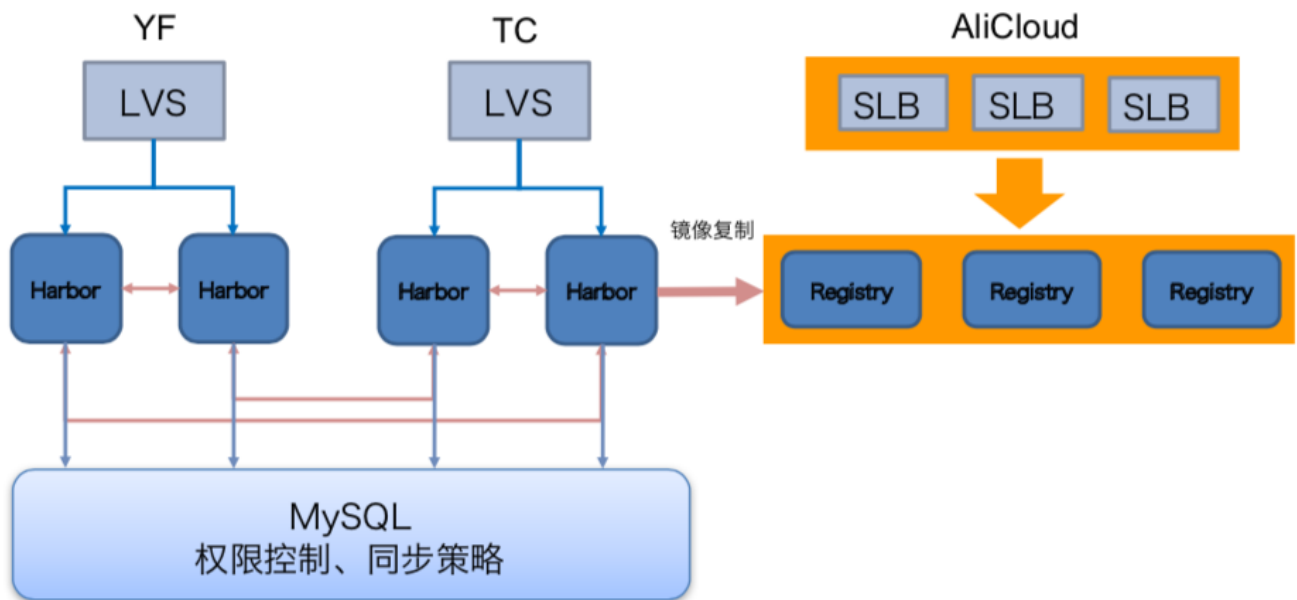 YF
TC
AliCloud
LVS
LVS
SLB
SLB
SLB
镜像复制
Harbor
Harbor
Harbor
Harbor
Registry
Registry
Registry
MySQL
权限控制、同步策略